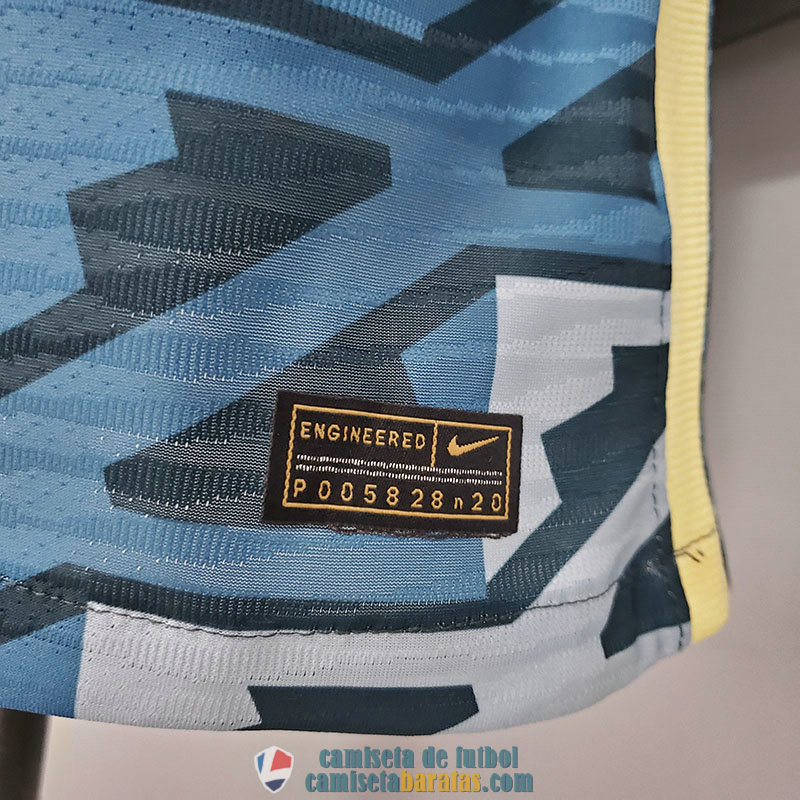 ENGINEERED
P005828n20
camiseta de futbol
camisetabaratas.com